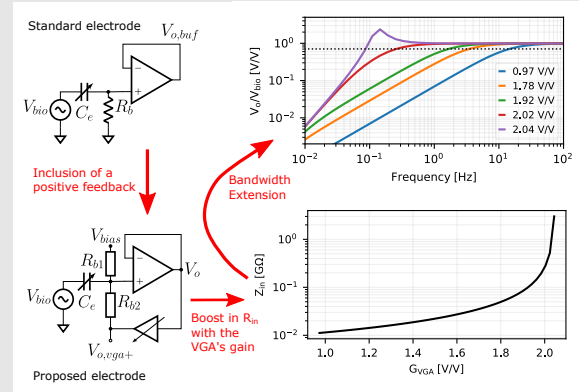 Standard electrode
V_{o,buf}
V_{bio}
C_e
R_b
Inclusion of a
positive feedback
V_{bias}
R_{b1}
V_o
V_{bio}
C_e
R_{b2}
V_{o,vga+}
Proposed electrode
Bandwidth
Extension
Boost in R_{in}
with the
VGA's gain
V_o/V_{bio} [V/V]
10^0
10^{-1}
10^{-2}
0.97 V/V
1.78 V/V
1.92 V/V
2.02 V/V
2.04 V/V
10^{-2} 10^{-1} 10^0 10^1 10^2
Frequency [Hz]
Z_{in} [GΩ]
10^0
10^{-1}
10^{-2}
1.0 1.2 1.4 1.6 1.8 2.0
G_{VGA} [V/V]